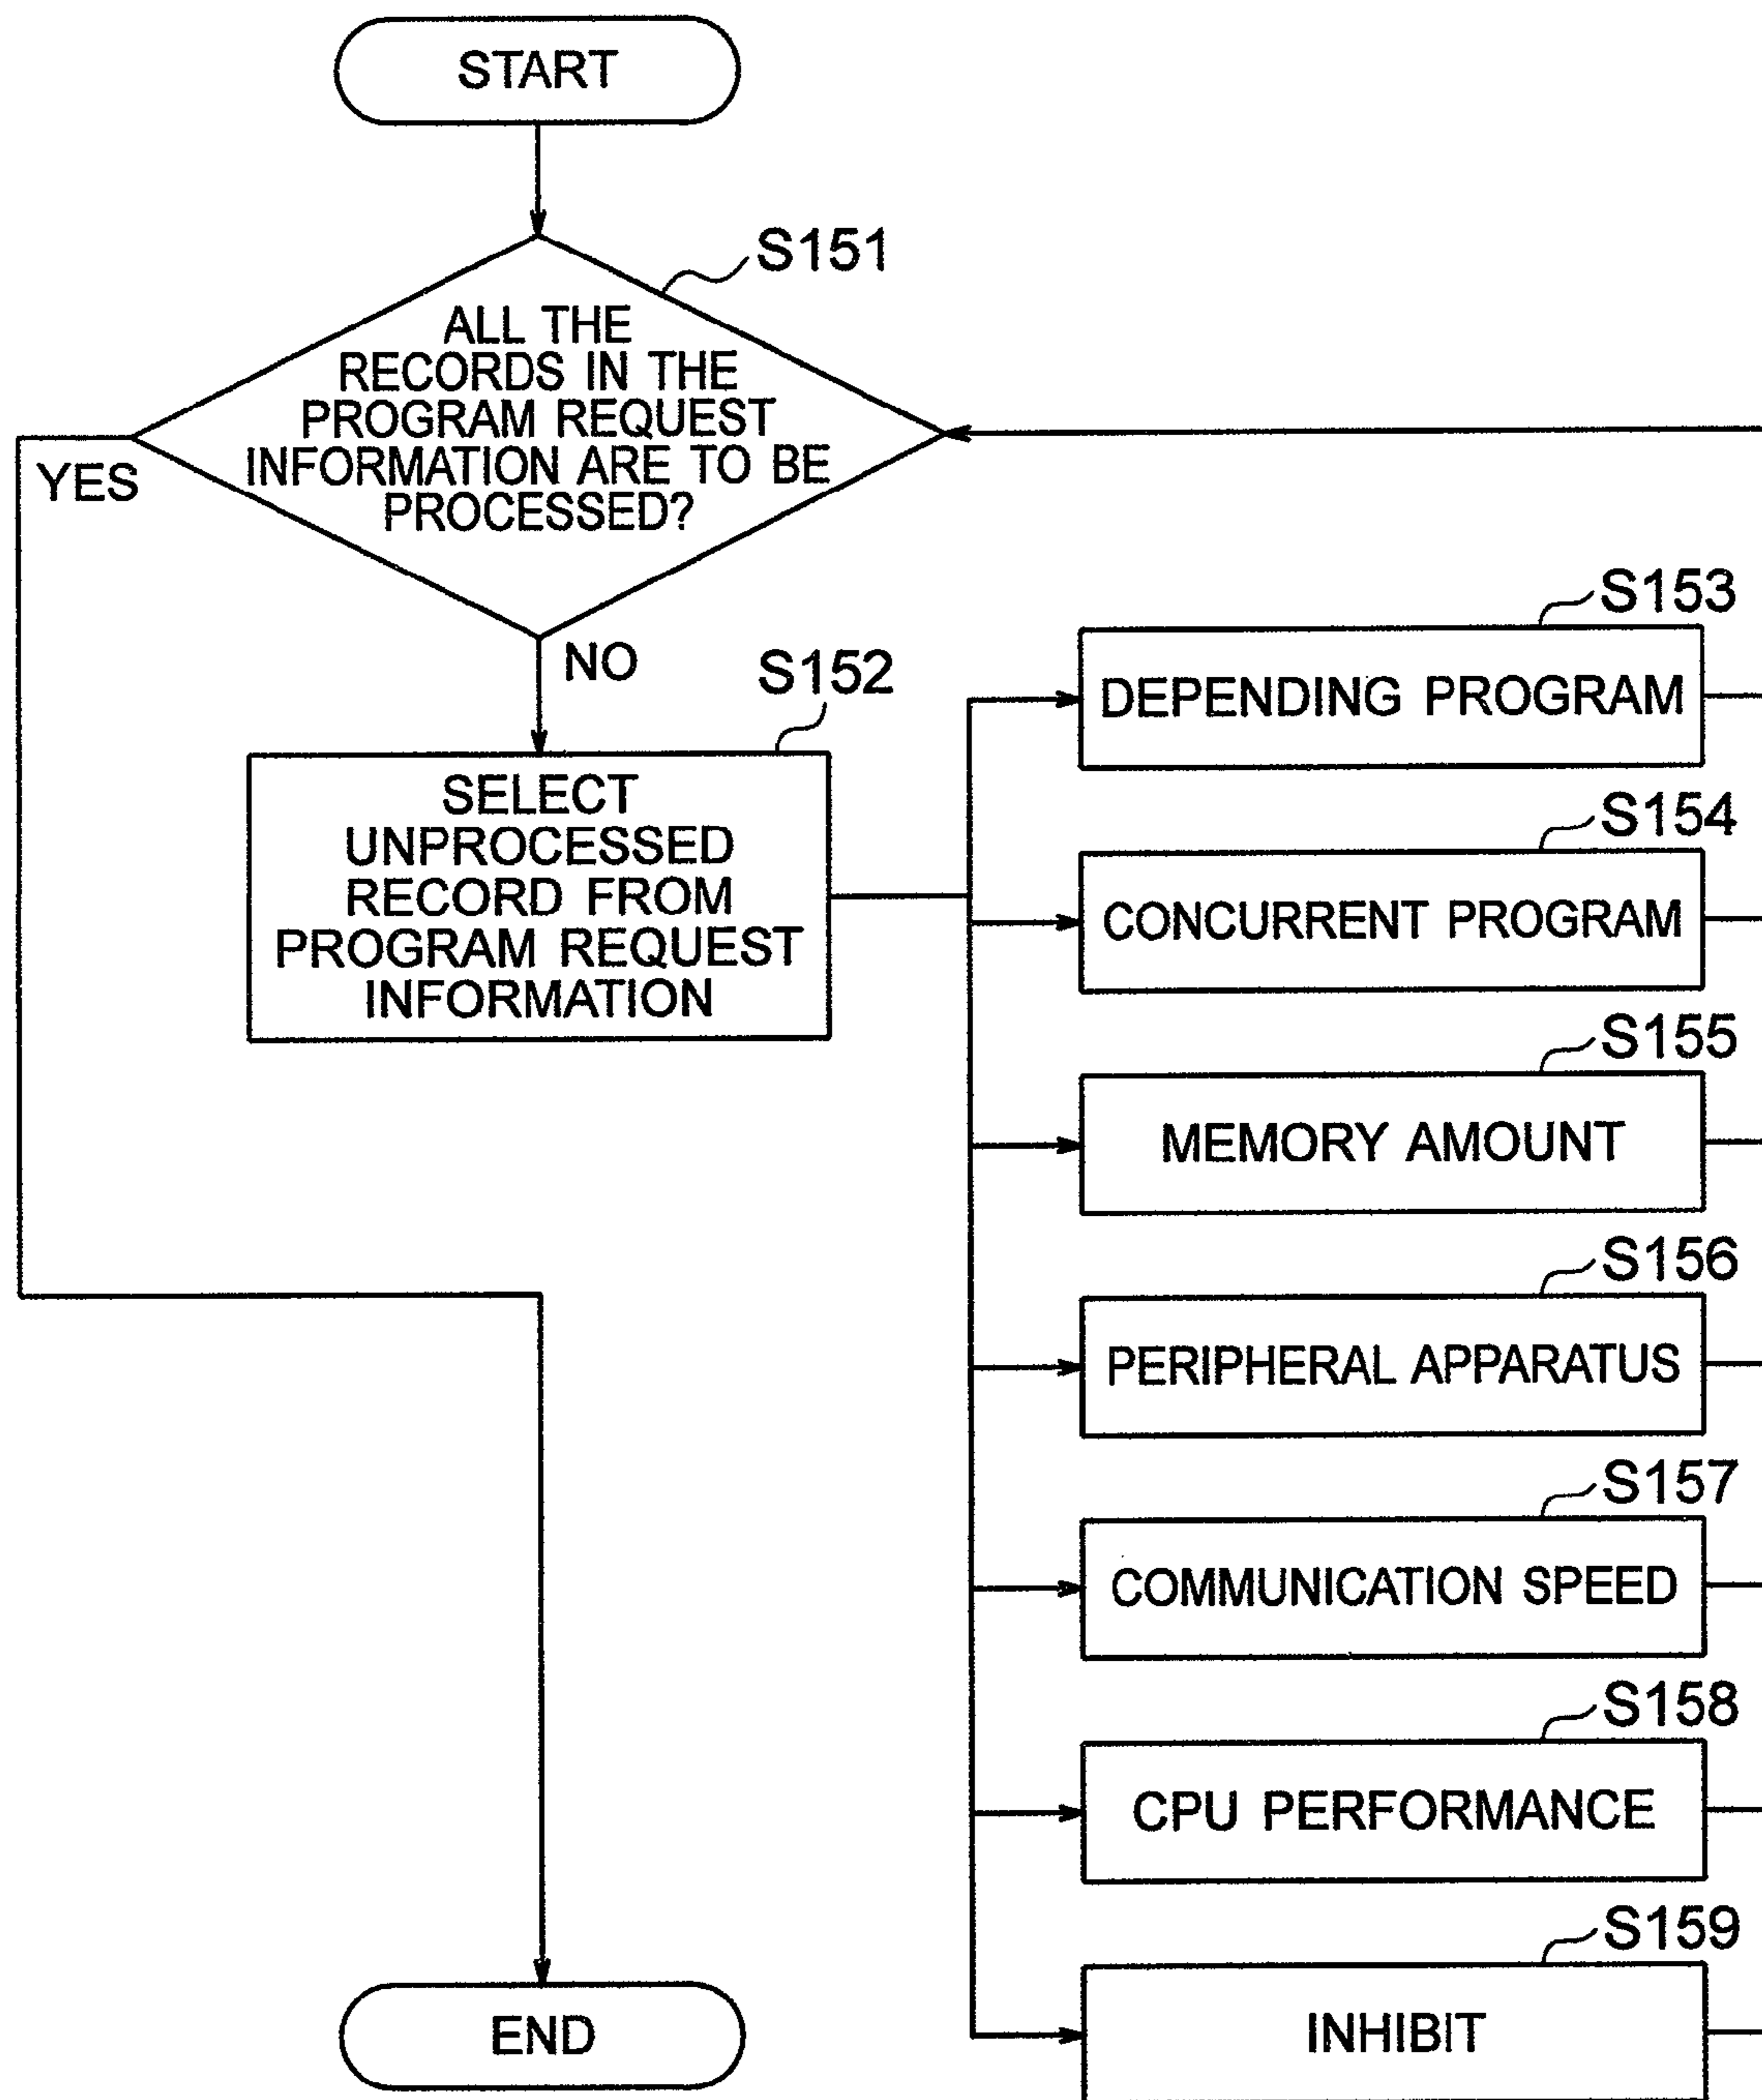 START
S151
ALL THE
RECORDS IN THE
PROGRAM REQUEST
INFORMATION ARE TO BE
PROCESSED?
YES
NO
S152
SELECT
UNPROCESSED
RECORD FROM
PROGRAM REQUEST
INFORMATION
S153
DEPENDING PROGRAM
S154
CONCURRENT PROGRAM
S155
MEMORY AMOUNT
S156
PERIPHERAL APPARATUS
S157
COMMUNICATION SPEED
S158
CPU PERFORMANCE
S159
INHIBIT
END